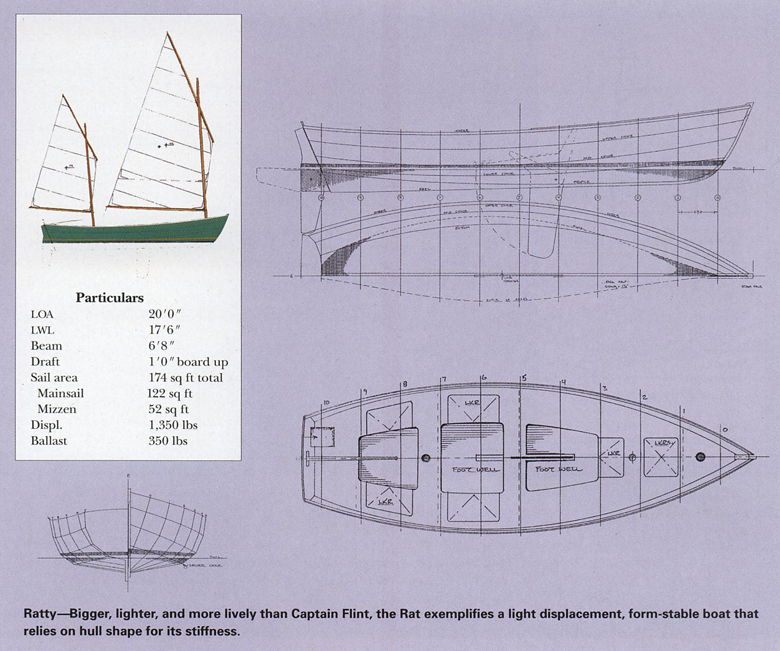 Particulars
LOA 20'0"
LWL 17'6"
Beam 6'8"
Draft 1'0" board up
Sail area 174 sq ft total
Mainsail 122 sq ft
Mizzen 52 sq ft
Displ. 1,350 lbs
Ballast 350 lbs
10 9 8 7 6 5 4 3 2 1 0
LKR
FOOT WELL FOOT WELL LKR
LKR
Ratty—Bigger, lighter, and more lively than Captain Flint, the Rat exemplifies a light displacement, form-stable boat that
relies on hull shape for its stiffness.